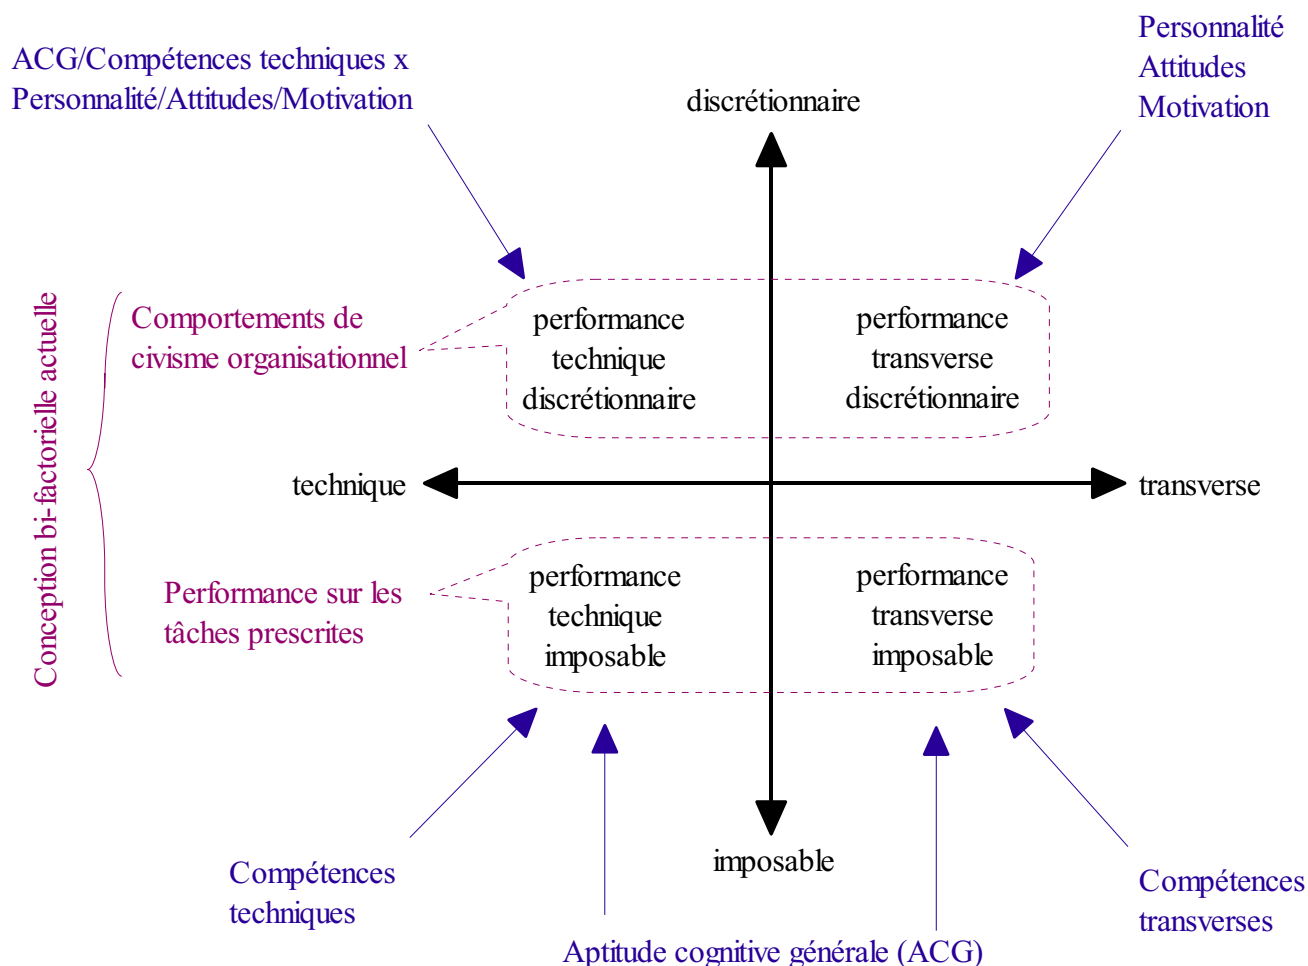 ACG/Compétences techniques x
Personnalité/Attitudes/Motivation
Personnalité
Attitudes
Motivation
discrétionnaire
Conception bi-factorielle actuelle
Comportements de
civisme organisationnel
performance
technique
discrétionnaire
performance
transverse
discrétionnaire
technique
transverse
Performance sur les
tâches prescrites
performance
technique
imposable
performance
transverse
imposable
imposable
Compétences
techniques
Compétences
transverses
Aptitude cognitive générale (ACG)